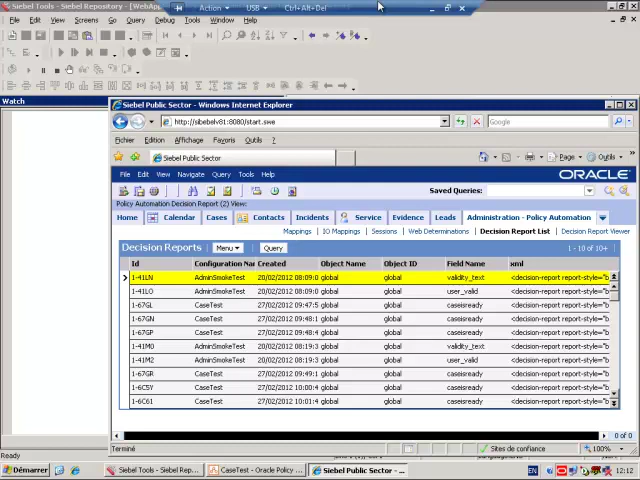 Siebel Tools - Siebel Repository - [WebApp
Action USB Ctrl+Alt+Del
File Edit View Screens Go Query Debug Tools Window Help
Watch
Siebel Public Sector - Windows Internet Explorer
http://siebelv81:8080/start.swe
Google
Fichier Edition Affichage Favoris Outils ?
Siebel Public Sector
Page Outils
File Edit View Navigate Query Tools Help
ORACLE
Saved Queries:
Policy Automation Decision Report (2) View:
Home Calendar Cases Contacts Incidents Service Evidence Leads Administration - Policy Automation
Mappings IO Mappings Sessions Web Determinations Decision Report List Decision Report Viewer
Decision Reports Menu Query 1 - 10 of 10+
Id Configuration Nar Created Object Name Object ID Field Name xml
1-41LN AdminSmokeTest 20/02/2012 08:09:0 global global validity_text <decision-report report-style="b
1-41LO AdminSmokeTest 20/02/2012 08:09:0 global global user_valid <decision-report report-style="b
1-67GL CaseTest 27/02/2012 09:47:5 global global caseisready <decision-report report-style="b
1-67GN CaseTest 27/02/2012 09:48:4 global global caseisready <decision-report report-style="b
1-67GP CaseTest 27/02/2012 09:48:4 global global caseisready <decision-report report-style="b
1-41M0 AdminSmokeTest 20/02/2012 08:19:3 global global validity_text <decision-report report-style="b
1-41M2 AdminSmokeTest 20/02/2012 08:19:3 global global user_valid <decision-report report-style="b
1-67GR CaseTest 27/02/2012 09:49:1 global global caseisready <decision-report report-style="b
1-6C5Y CaseTest 27/02/2012 10:00:4 global global caseisready <decision-report report-style="b
1-6C61 CaseTest 27/02/2012 10:01:4 global global caseisready <decision-report report-style="b
0 of 0
Terminé Sites de confiance 100%
Ready
Démarrer Siebel Tools - Siebel Rep... CaseTest - Oracle Policy ... Siebel Public Sector - ... EN 12:12